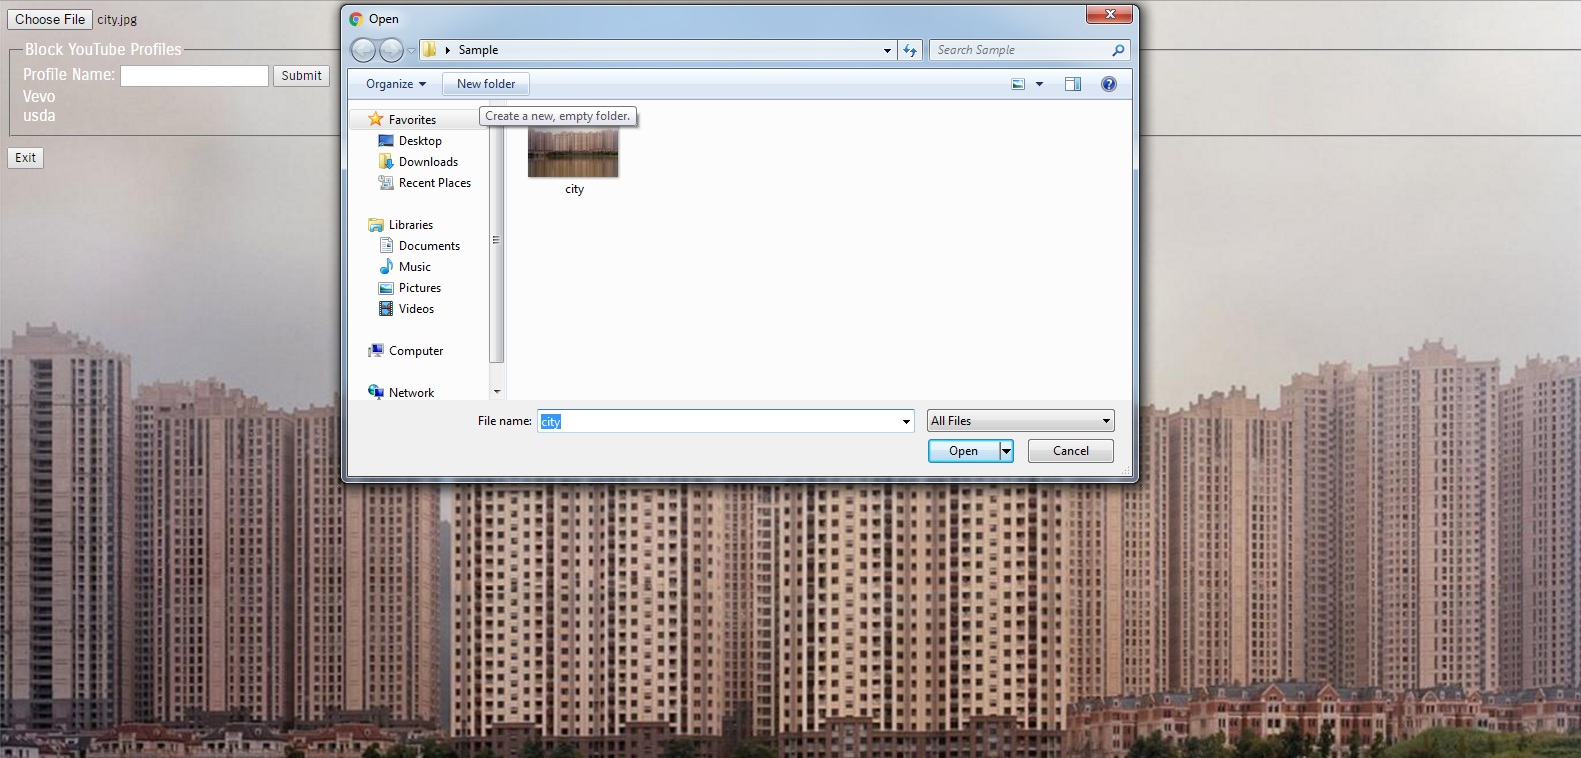 Choose File city.jpg
Block YouTube Profiles
Profile Name: Submit
Vevo
usda
Exit
Open
Sample
Search Sample
Organize New folder
Create a new, empty folder.
Favorites
Desktop
Downloads
Recent Places
Libraries
Documents
Music
Pictures
Videos
Computer
Network
city
File name: city All Files
Open Cancel